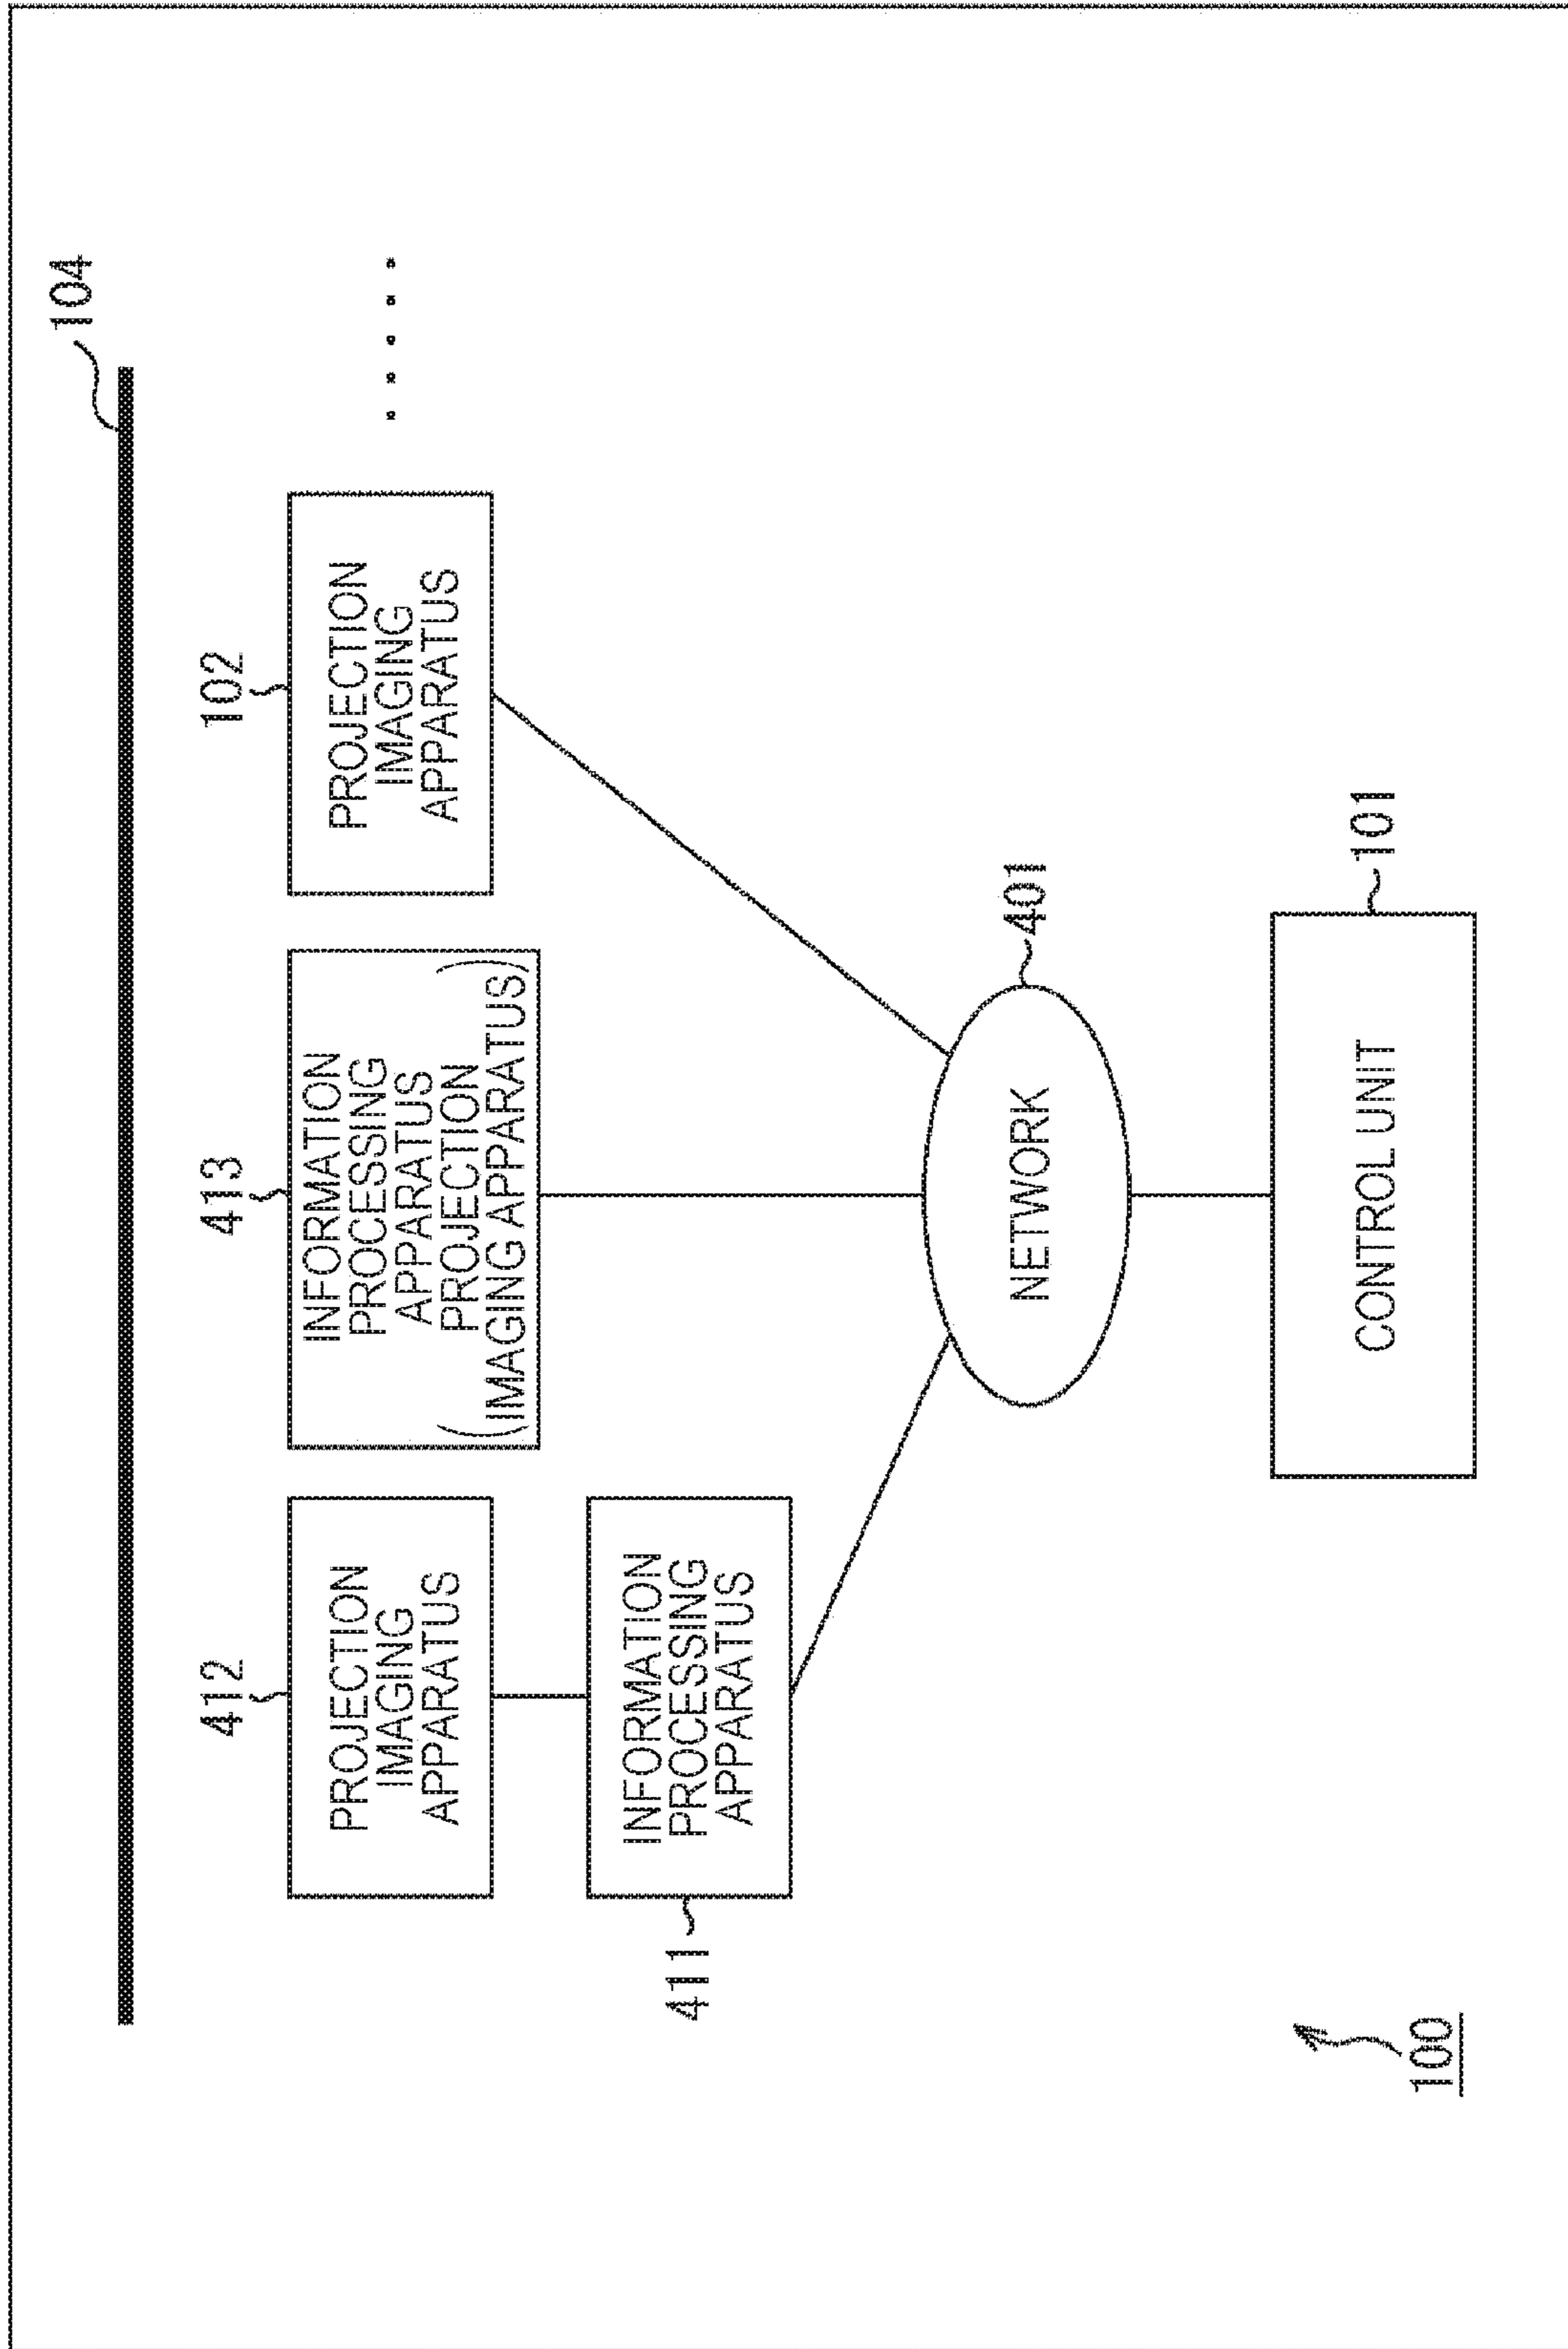 104
412
413
102
PROJECTION
IMAGING
APPARATUS
INFORMATION
PROCESSING
APPARATUS
(PROJECTION
IMAGING APPARATUS)
PROJECTION
IMAGING
APPARATUS
411
INFORMATION
PROCESSING
APPARATUS
401
NETWORK
101
CONTROL UNIT
100